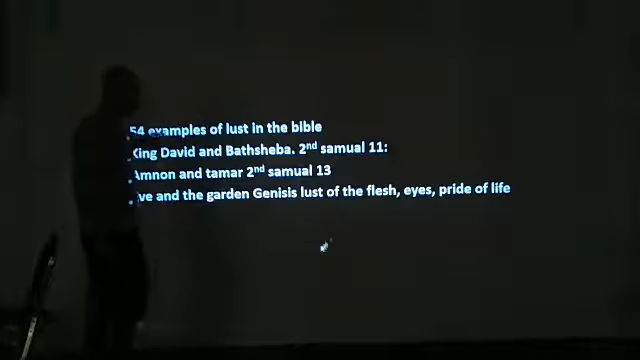 54 examples of lust in the bible
King David and Bathsheba. 2nd samual 11:
Amnon and tamar 2nd samual 13
Eve and the garden Genisis lust of the flesh, eyes, pride of life